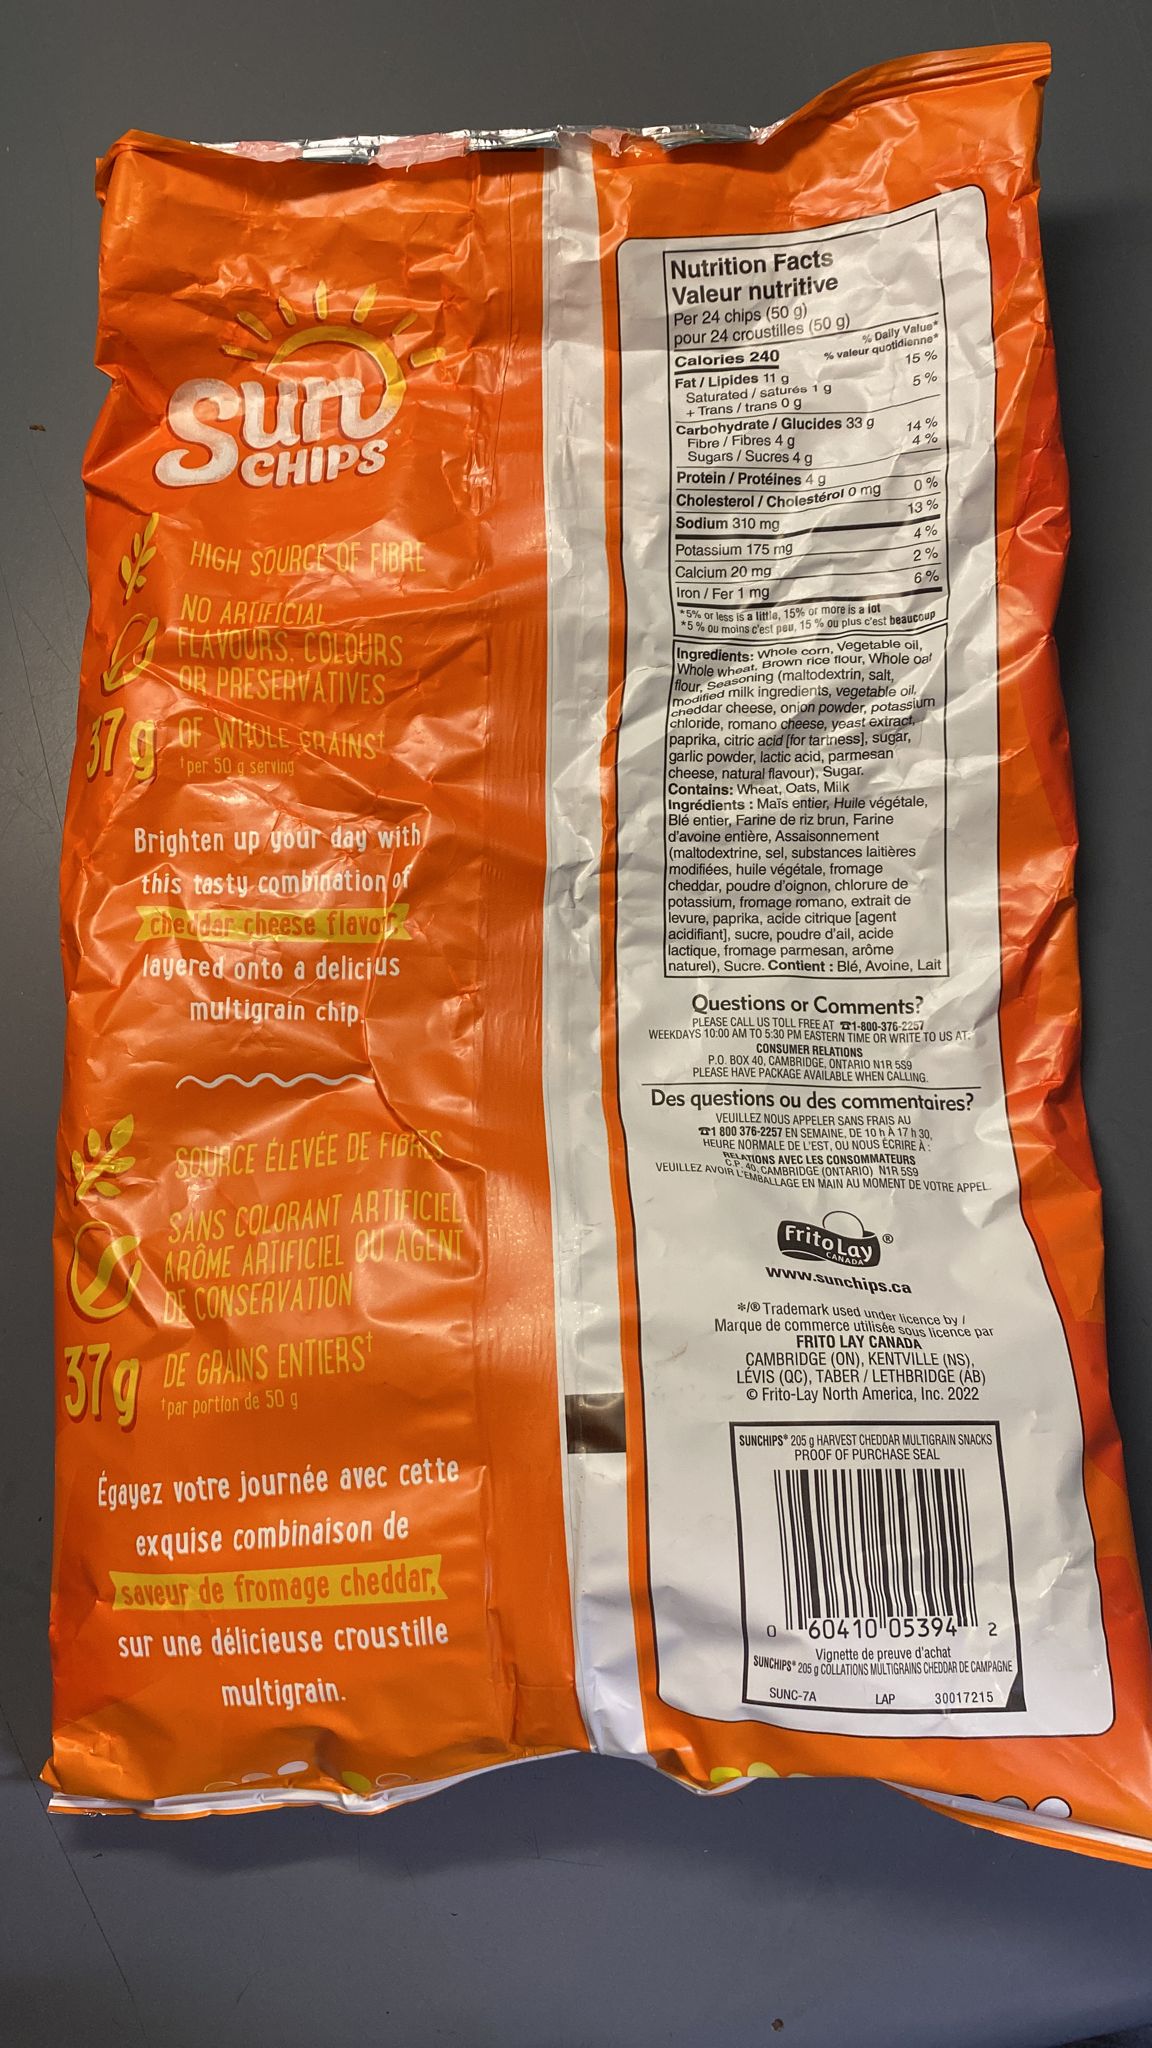 Sun
CHIPS
HIGH SOURCE OF FIBRE
NO ARTIFICIAL
FLAVOURS, COLOURS
OR PRESERVATIVES
37 g OF WHOLE GRAINS†
†per 50 g serving
Brighten up your day with
this tasty combination of
cheddar cheese flavour
layered onto a delicius
multigrain chip.
SOURCE ÉLEVÉE DE FIBRES
SANS COLORANT ARTIFICIEL
ARÔME ARTIFICIEL OU AGENT
DE CONSERVATION
37g DE GRAINS ENTIERS†
†par portion de 50 g
Égayez votre journée avec cette
exquise combinaison de
saveur de fromage cheddar,
sur une délicieuse croustille
multigrain.
Nutrition Facts
Valeur nutritive
Per 24 chips (50 g)
pour 24 croustilles (50 g)
% Daily Value*
% valeur quotidienne*
Calories 240
Fat / Lipides 11 g 15 %
Saturated / saturés 1 g 5 %
+ Trans / trans 0 g
Carbohydrate / Glucides 33 g
Fibre / Fibres 4 g 14 %
Sugars / Sucres 4 g 4 %
Protein / Protéines 4 g
Cholesterol / Cholestérol 0 mg 0 %
Sodium 310 mg 13 %
Potassium 175 mg 4 %
Calcium 20 mg 2 %
Iron / Fer 1 mg 6 %
*5% or less is a little, 15% or more is a lot
*5 % ou moins c'est peu, 15 % ou plus c'est beaucoup
Ingredients: Whole corn, Vegetable oil,
Whole wheat, Brown rice flour, Whole oat
flour, Seasoning (maltodextrin, salt,
modified milk ingredients, vegetable oil,
cheddar cheese, onion powder, potassium
chloride, romano cheese, yeast extract,
paprika, citric acid [for tartness], sugar,
garlic powder, lactic acid, parmesan
cheese, natural flavour), Sugar.
Contains: Wheat, Oats, Milk
Ingrédients : Maïs entier, Huile végétale,
Blé entier, Farine de riz brun, Farine
d'avoine entière, Assaisonnement
(maltodextrine, sel, substances laitières
modifiées, huile végétale, fromage
cheddar, poudre d'oignon, chlorure de
potassium, fromage romano, extrait de
levure, paprika, acide citrique [agent
acidifiant], sucre, poudre d'ail, acide
lactique, fromage parmesan, arôme
naturel), Sucre. Contient : Blé, Avoine, Lait
Questions or Comments?
PLEASE CALL US TOLL FREE AT ☎1-800-376-2257
WEEKDAYS 10:00 AM TO 5:30 PM EASTERN TIME OR WRITE TO US AT:
CONSUMER RELATIONS
P.O. BOX 40, CAMBRIDGE, ONTARIO N1R 5S9
PLEASE HAVE PACKAGE AVAILABLE WHEN CALLING.
Des questions ou des commentaires?
VEUILLEZ NOUS APPELER SANS FRAIS AU
☎1 800 376-2257 EN SEMAINE, DE 10 h À 17 h 30,
HEURE NORMALE DE L'EST, OU NOUS ÉCRIRE À :
RELATIONS AVEC LES CONSOMMATEURS
C.P. 40, CAMBRIDGE (ONTARIO) N1R 5S9
VEUILLEZ AVOIR L'EMBALLAGE EN MAIN AU MOMENT DE VOTRE APPEL.
Frito Lay ®
CANADA
www.sunchips.ca
*/® Trademark used under licence by /
Marque de commerce utilisée sous licence par
FRITO LAY CANADA
CAMBRIDGE (ON), KENTVILLE (NS),
LÉVIS (QC), TABER / LETHBRIDGE (AB)
© Frito-Lay North America, Inc. 2022
SUNCHIPS® 205 g HARVEST CHEDDAR MULTIGRAIN SNACKS
PROOF OF PURCHASE SEAL
0 60410 05394 2
Vignette de preuve d'achat
SUNCHIPS® 205 g COLLATIONS MULTIGRAINS CHEDDAR DE CAMPAGNE
SUNC-7A LAP 30017215